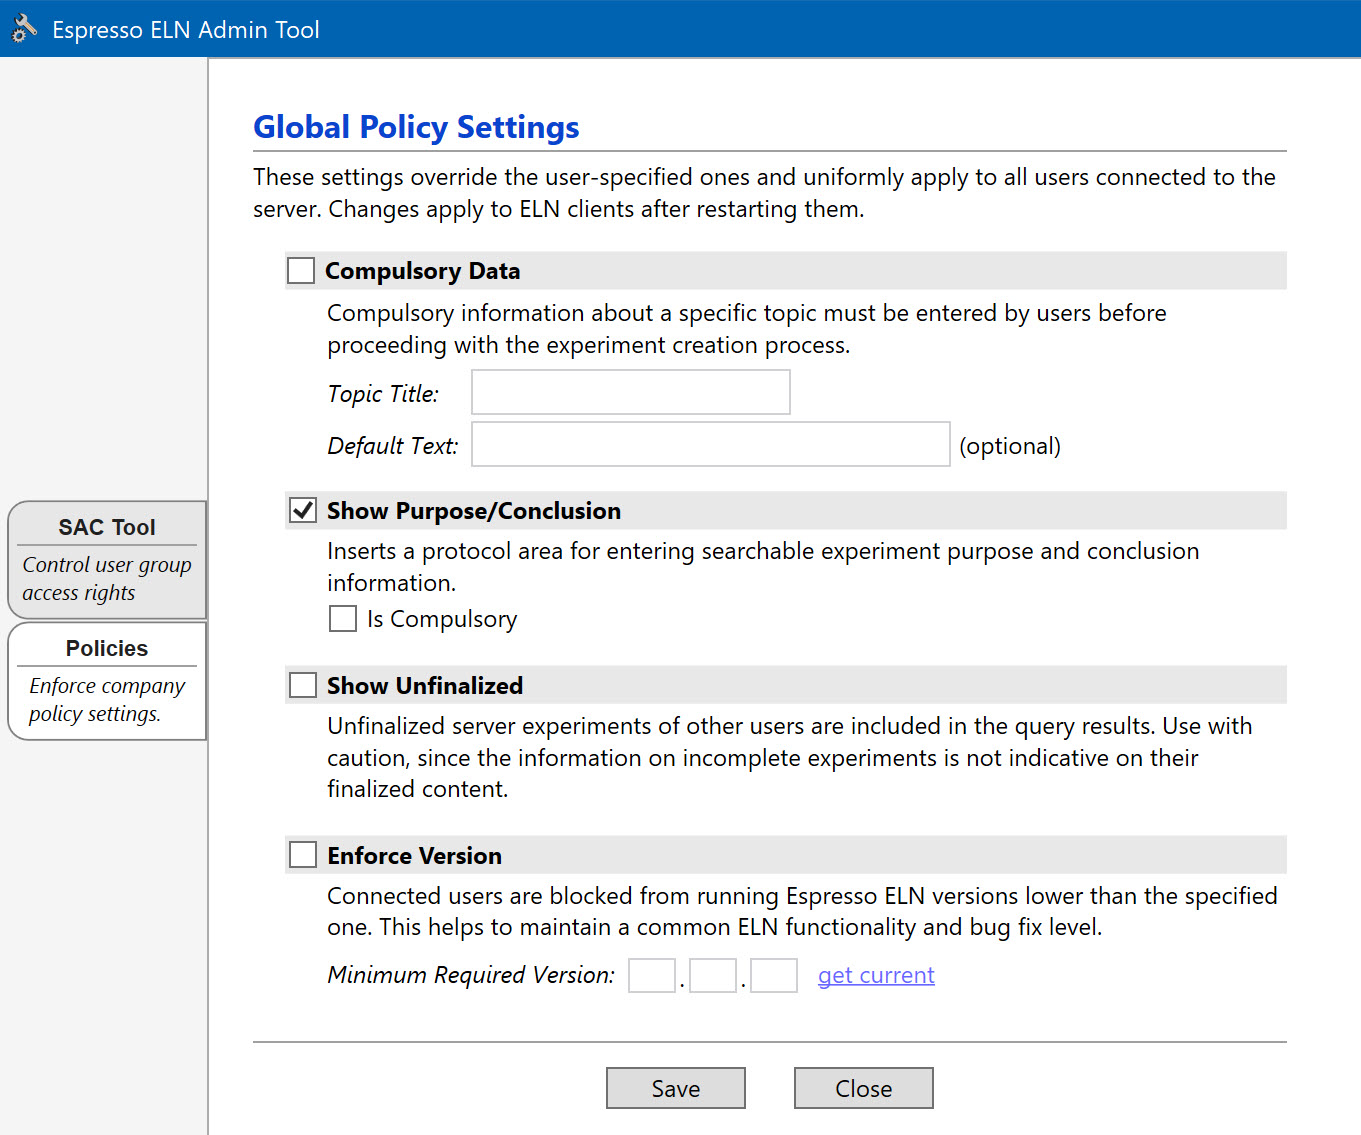 Espresso ELN Admin Tool
Global Policy Settings
These settings override the user-specified ones and uniformly apply to all users connected to the
server. Changes apply to ELN clients after restarting them.
Compulsory Data
Compulsory information about a specific topic must be entered by users before
proceeding with the experiment creation process.
Topic Title:
Default Text: (optional)
SAC Tool
Control user group
access rights
Policies
Enforce company
policy settings.
Show Purpose/Conclusion
Inserts a protocol area for entering searchable experiment purpose and conclusion
information.
Is Compulsory
Show Unfinalized
Unfinalized server experiments of other users are included in the query results. Use with
caution, since the information on incomplete experiments is not indicative on their
finalized content.
Enforce Version
Connected users are blocked from running Espresso ELN versions lower than the specified
one. This helps to maintain a common ELN functionality and bug fix level.
Minimum Required Version: . . get current
Save Close